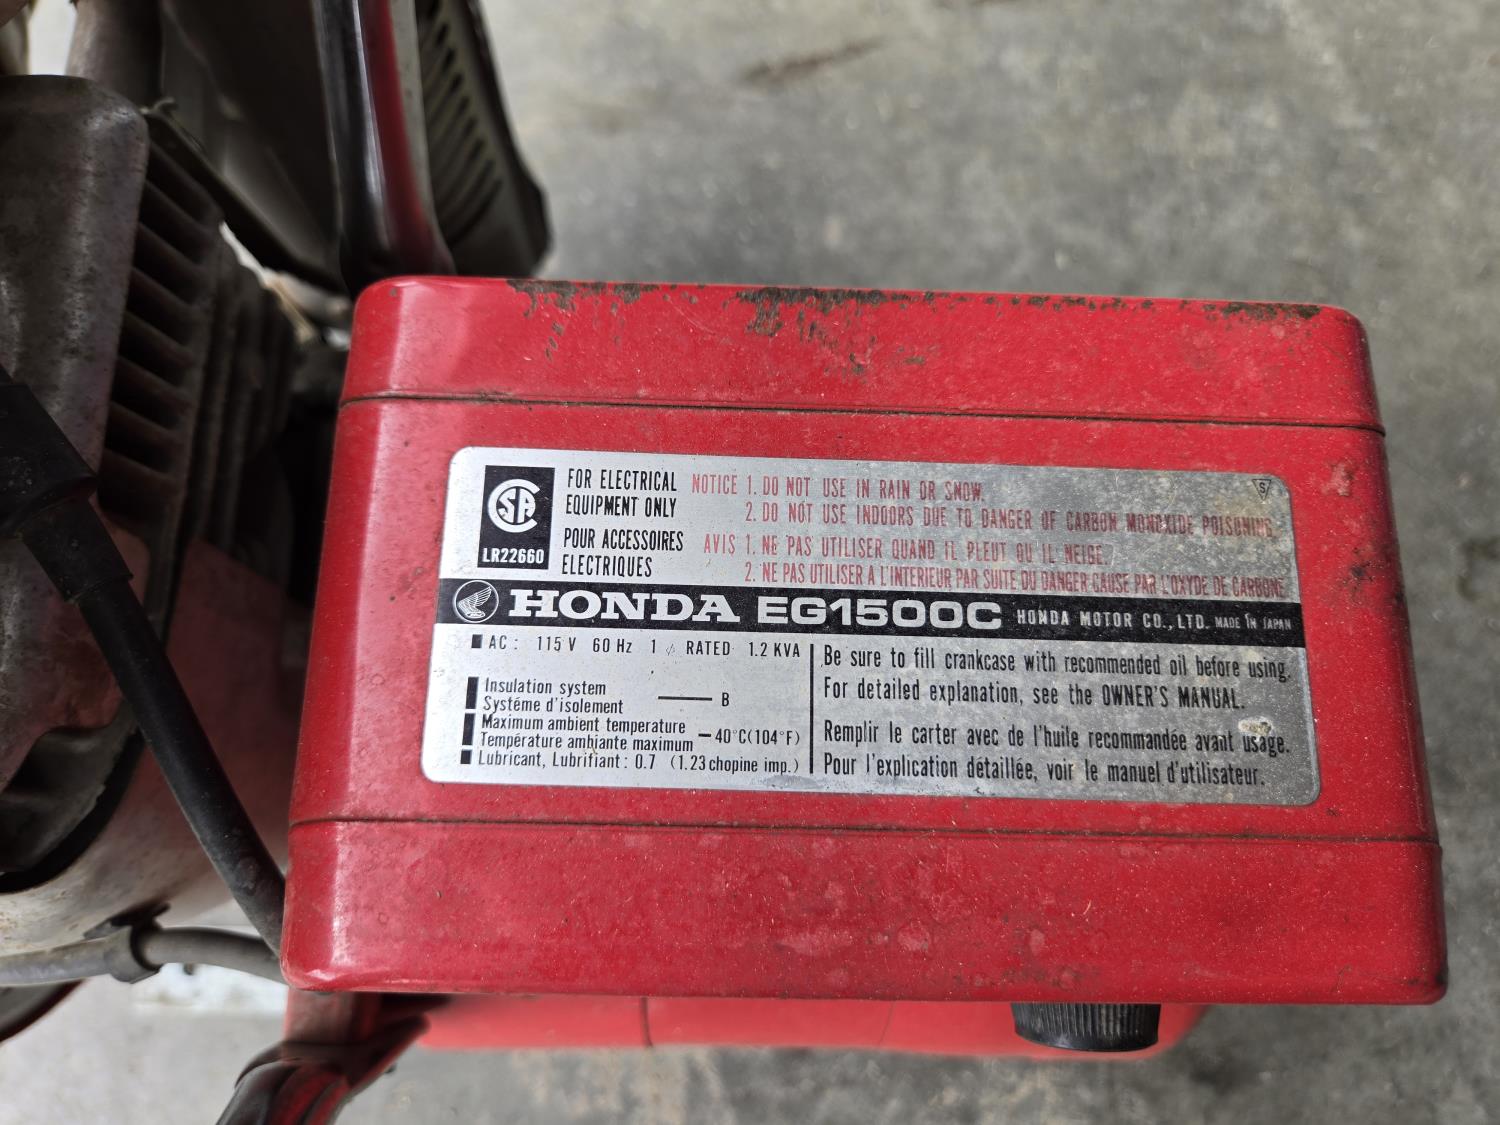 CSA
LR22660
FOR ELECTRICAL
EQUIPMENT ONLY
POUR ACCESSOIRES
ELECTRIQUES
NOTICE 1. DO NOT USE IN RAIN OR SNOW.
2. DO NOT USE INDOORS DUE TO DANGER OF CARBON MONOXIDE POISONING.
AVIS 1. NE PAS UTILISER QUAND IL PLEUT OU IL NEIGE.
2. NE PAS UTILISER A L'INTERIEUR PAR SUITE DU DANGER CAUSE PAR L'OXYDE DE CARBONE
S
HONDA EG1500C HONDA MOTOR CO., LTD. MADE IN JAPAN
AC: 115 V 60 Hz 1 ϕ RATED 1.2 KVA
Insulation system
Systéme d'isolement — B
Maximum ambient temperature
Température ambiante maximum — 40°C (104°F)
Lubricant, Lubrifiant: 0.7 (1.23 chopine imp.)
Be sure to fill crankcase with recommended oil before using.
For detailed explanation, see the OWNER'S MANUAL.
Remplir le carter avec de l'huile recommandée avant usage.
Pour l'explication détaillée, voir le manuel d'utilisateur.